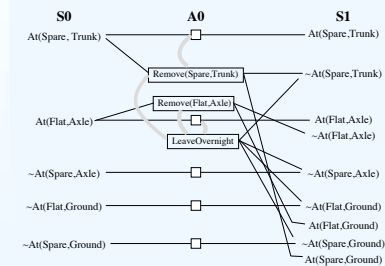 S0 A0 S1
At(Spare, Trunk) At(Spare,Trunk)
Remove(Spare,Trunk) ~At(Spare,Trunk)
Remove(Flat,Axle)
At(Flat,Axle) At(Flat,Axle)
~At(Flat,Axle)
LeaveOvernight
~At(Spare,Axle) ~At(Spare,Axle)
~At(Flat,Ground) ~At(Flat,Ground)
At(Flat,Ground)
~At(Spare,Ground) ~At(Spare,Ground)
At(Spare,Ground)